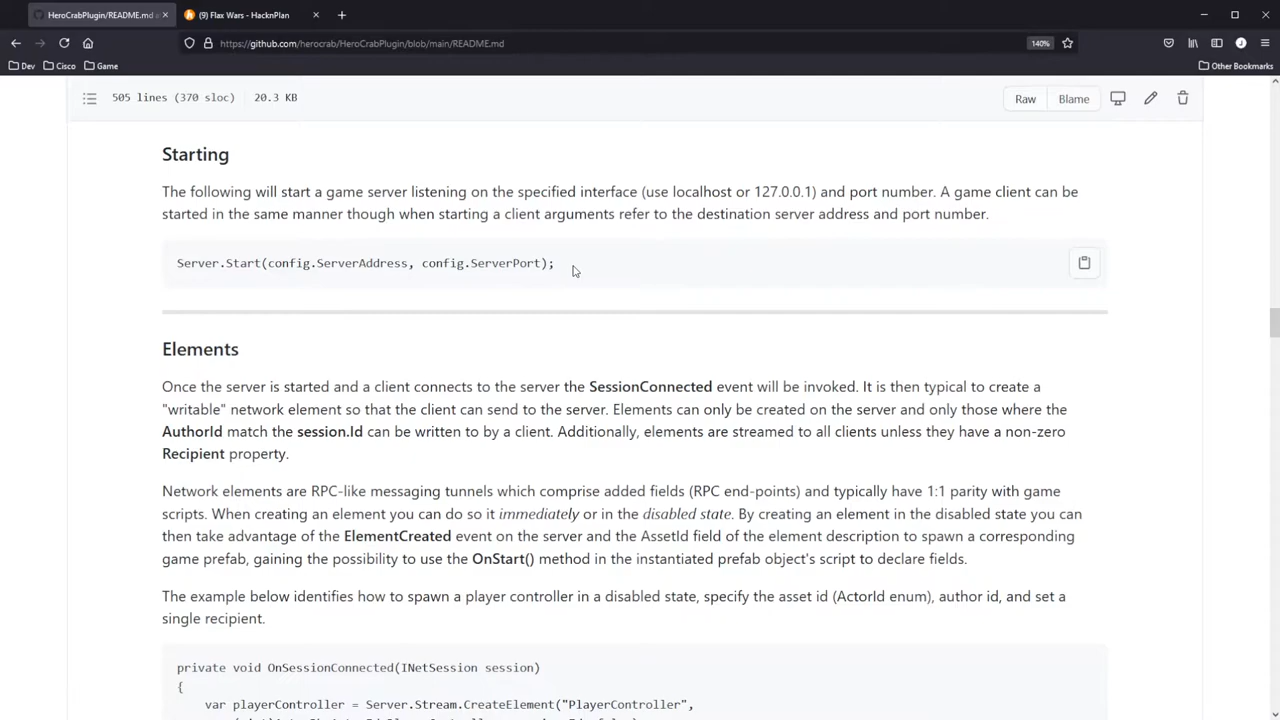 HeroCrabPlugin/README.md
(9) Flax Wars - HacknPlan
https://github.com/herocrab/HeroCrabPlugin/blob/main/README.md
140%
Dev
Cisco
Game
Other Bookmarks
505 lines (370 sloc)
20.3 KB
Raw
Blame
Starting
The following will start a game server listening on the specified interface (use localhost or 127.0.0.1) and port number. A game client can be
started in the same manner though when starting a client arguments refer to the destination server address and port number.
Server.Start(config.ServerAddress, config.ServerPort);
Elements
Once the server is started and a client connects to the server the SessionConnected event will be invoked. It is then typical to create a
"writable" network element so that the client can send to the server. Elements can only be created on the server and only those where the
AuthorId match the session.Id can be written to by a client. Additionally, elements are streamed to all clients unless they have a non-zero
Recipient property.
Network elements are RPC-like messaging tunnels which comprise added fields (RPC end-points) and typically have 1:1 parity with game
scripts. When creating an element you can do so it immediately or in the disabled state. By creating an element in the disabled state you can
then take advantage of the ElementCreated event on the server and the AssetId field of the element description to spawn a corresponding
game prefab, gaining the possibility to use the OnStart() method in the instantiated prefab object's script to declare fields.
The example below identifies how to spawn a player controller in a disabled state, specify the asset id (ActorId enum), author id, and set a
single recipient.
private void OnSessionConnected(INetSession session)
{
var playerController = Server.Stream.CreateElement("PlayerController",